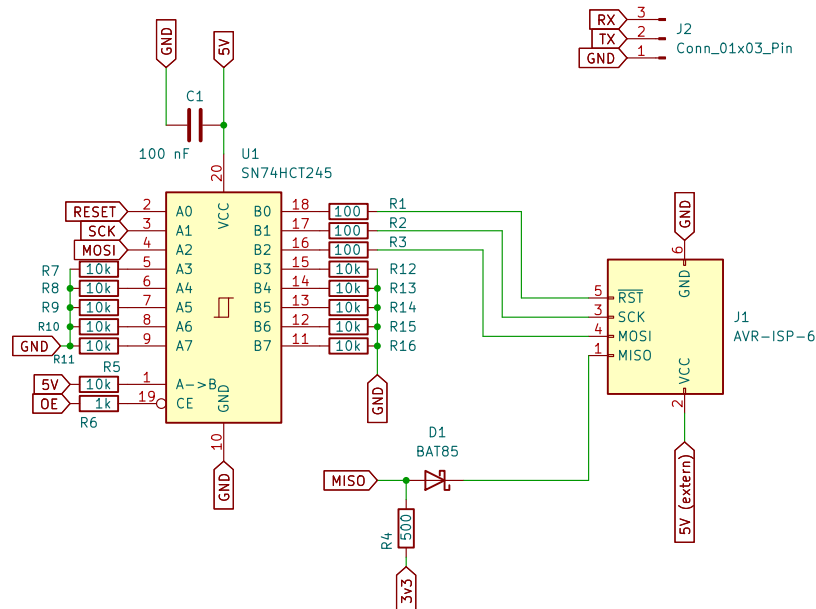 GND
5V
RX 3
TX 2
GND 1
J2
Conn_01x03_Pin
C1
100 nF
20
U1
SN74HCT245
VCC
RESET 2 A0 B0 18 100 R1
SCK 3 A1 B1 17 100 R2
MOSI 4 A2 B2 16 100 R3
R7 10k 5 A3 B3 15 10k R12
R8 10k 6 A4 B4 14 10k R13
R9 10k 7 A5 B5 13 10k R14
R10 10k 8 A6 B6 12 10k R15
GND R11 10k 9 A7 B7 11 10k R16
R5
5V 10k 1 A->B
OE 1k 19 CE
R6
GND
10
GND
GND
GND
6
GND
5 RST
3 SCK
4 MOSI
1 MISO
J1
AVR-ISP-6
VCC
2
5V (extern)
D1
BAT85
MISO
R4
500
3v3